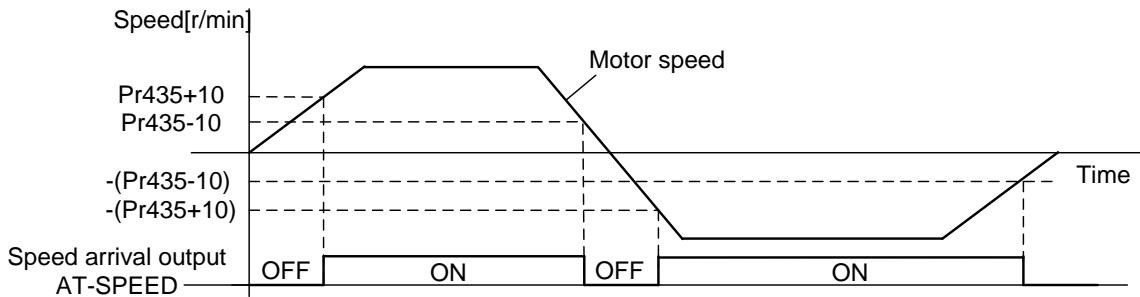 Speed[r/min]
Motor speed
Pr435+10
Pr435-10
Time
-(Pr435-10)
-(Pr435+10)
Speed arrival output
AT-SPEED
OFF
ON
OFF
ON